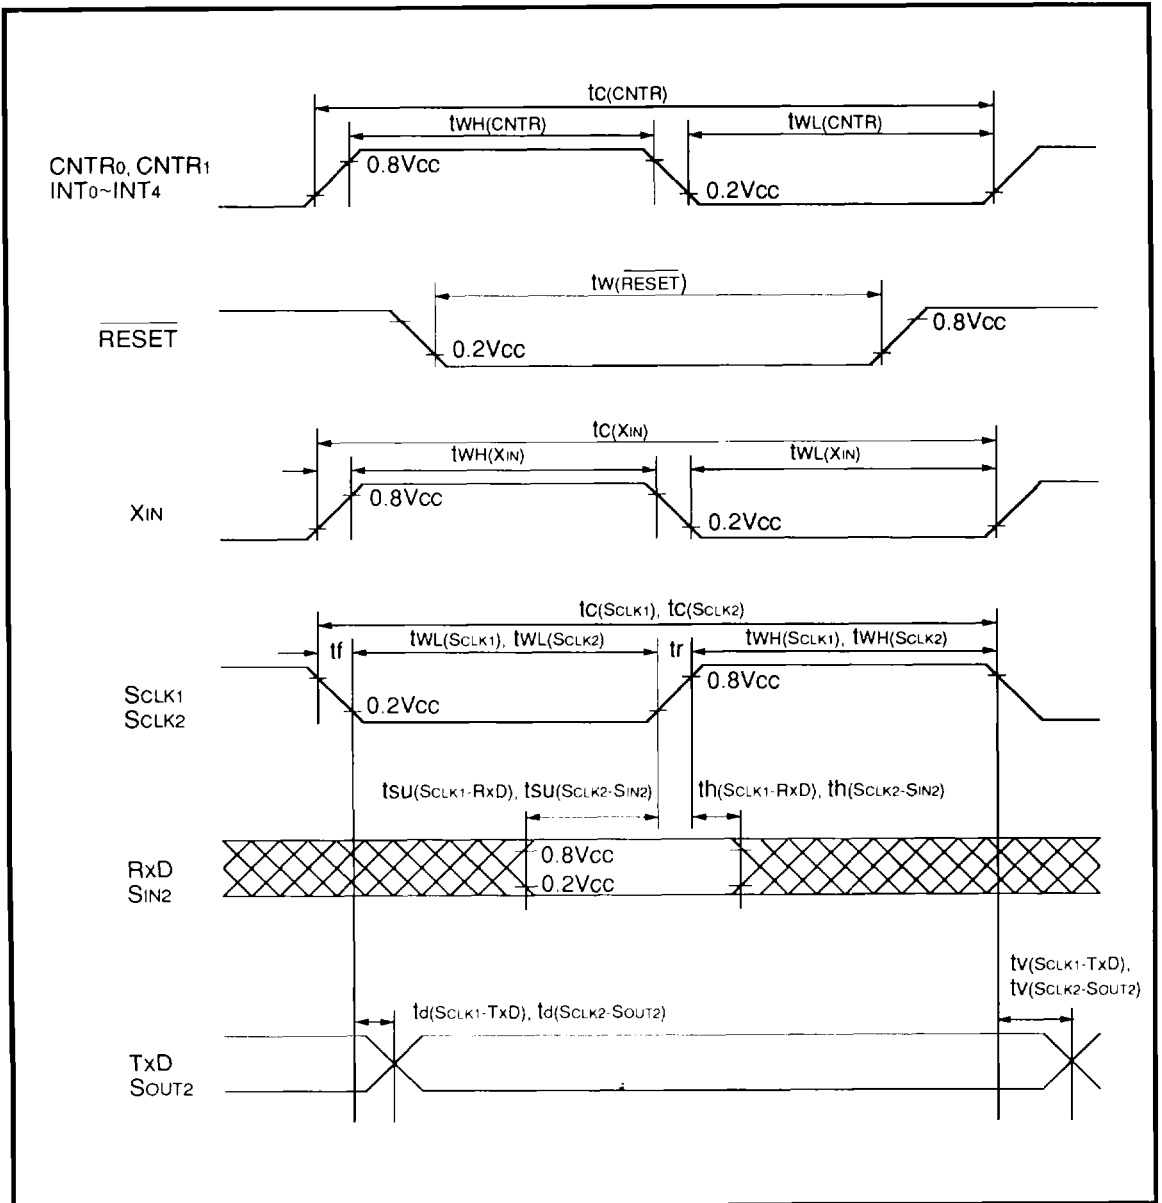 tC(CNTR)
tWH(CNTR)
tWL(CNTR)
CNTR0, CNTR1
INT0~INT4
0.8VCC
0.2VCC
tW(RESET)
RESET
0.2VCC
0.8VCC
tC(XIN)
tWH(XIN)
tWL(XIN)
XIN
0.8VCC
0.2VCC
tC(SCLK1), tC(SCLK2)
tf
tWL(SCLK1), tWL(SCLK2)
tr
tWH(SCLK1), tWH(SCLK2)
SCLK1
SCLK2
0.2VCC
0.8VCC
tsu(SCLK1-RxD), tsu(SCLK2-SIN2)
th(SCLK1-RxD), th(SCLK2-SIN2)
RxD
SIN2
0.8VCC
0.2VCC
tv(SCLK1-TxD),
tv(SCLK2-SOUT2)
td(SCLK1-TxD), td(SCLK2-SOUT2)
TxD
SOUT2